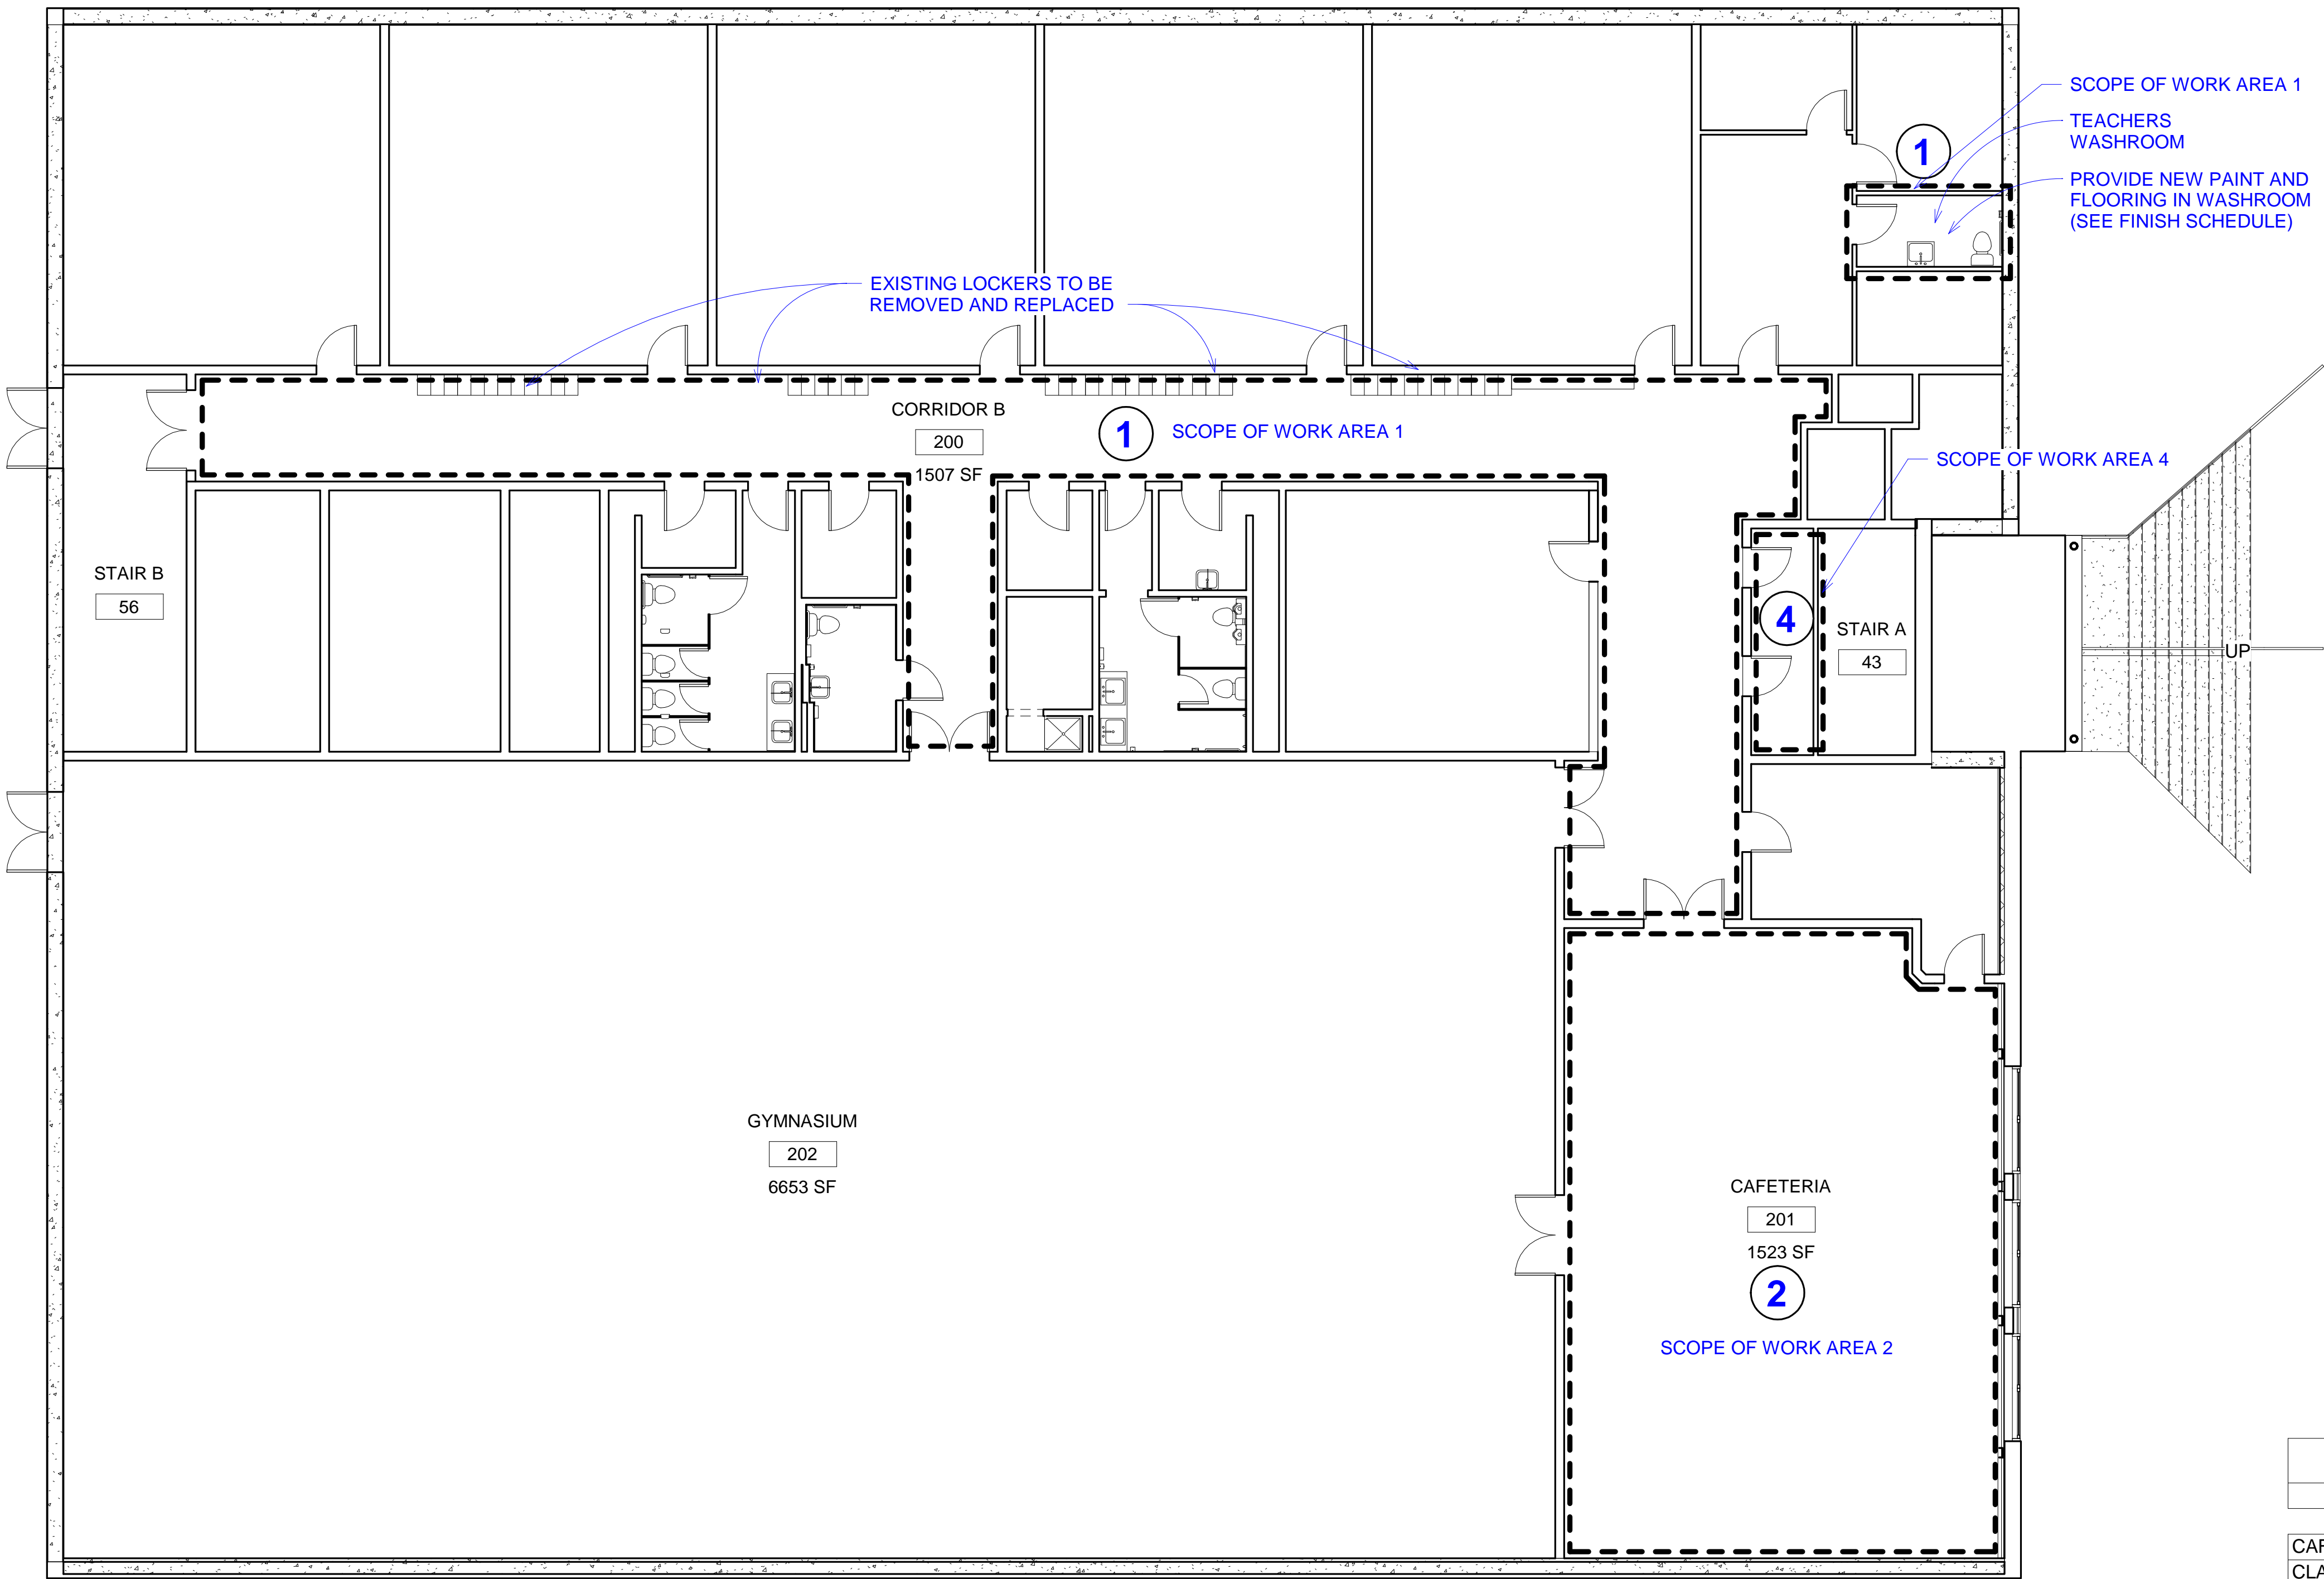 SCOPE OF WORK AREA 1
TEACHERS
WASHROOM
1
PROVIDE NEW PAINT AND
FLOORING IN WASHROOM
(SEE FINISH SCHEDULE)
EXISTING LOCKERS TO BE
REMOVED AND REPLACED
CORRIDOR B
200
1507 SF
1
SCOPE OF WORK AREA 1
SCOPE OF WORK AREA 4
STAIR B
56
4
STAIR A
43
UP
GYMNASIUM
202
6653 SF
CAFETERIA
201
1523 SF
2
SCOPE OF WORK AREA 2